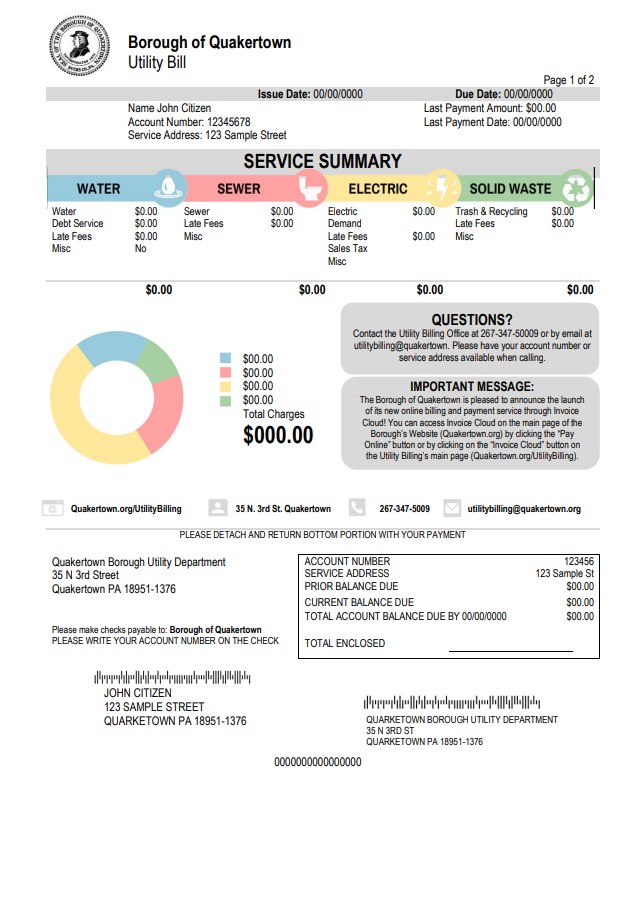 Borough of Quakertown
Utility Bill
Page 1 of 2
Issue Date: 00/00/0000 Due Date: 00/00/0000
Name John Citizen Last Payment Amount: $00.00
Account Number: 12345678 Last Payment Date: 00/00/0000
Service Address: 123 Sample Street
SERVICE SUMMARY
WATER SEWER ELECTRIC SOLID WASTE
Water $0.00 Sewer $0.00 Electric $0.00 Trash & Recycling $0.00
Debt Service $0.00 Late Fees $0.00 Demand Late Fees $0.00
Late Fees $0.00 Misc Late Fees $0.00 Misc
Misc No Sales Tax
Misc
$0.00 $0.00 $0.00 $0.00
QUESTIONS?
Contact the Utility Billing Office at 267-347-50009 or by email at
utilitybilling@quakertown. Please have your account number or
service address available when calling.
$00.00
$00.00
$00.00
$00.00
Total Charges
$000.00
IMPORTANT MESSAGE:
The Borough of Quakertown is pleased to announce the launch
of its new online billing and payment service through Invoice
Cloud! You can access Invoice Cloud on the main page of the
Borough's Website (Quakertown.org) by clicking the "Pay
Online" button or by clicking on the "Invoice Cloud" button on
the Utility Billing's main page (Quakertown.org/UtilityBilling).
Quakertown.org/UtilityBilling 35 N. 3rd St. Quakertown 267-347-5009 utilitybilling@quakertown.org
PLEASE DETACH AND RETURN BOTTOM PORTION WITH YOUR PAYMENT
Quakertown Borough Utility Department
35 N 3rd Street
Quakertown PA 18951-1376
ACCOUNT NUMBER 123456
SERVICE ADDRESS 123 Sample St
PRIOR BALANCE DUE $00.00
CURRENT BALANCE DUE $00.00
TOTAL ACCOUNT BALANCE DUE BY 00/00/0000 $00.00
TOTAL ENCLOSED
Please make checks payable to: Borough of Quakertown
PLEASE WRITE YOUR ACCOUNT NUMBER ON THE CHECK
JOHN CITIZEN
123 SAMPLE STREET
QUARKETOWN PA 18951-1376
QUARKETOWN BOROUGH UTILITY DEPARTMENT
35 N 3RD ST
QUARKETOWN PA 18951-1376
0000000000000000